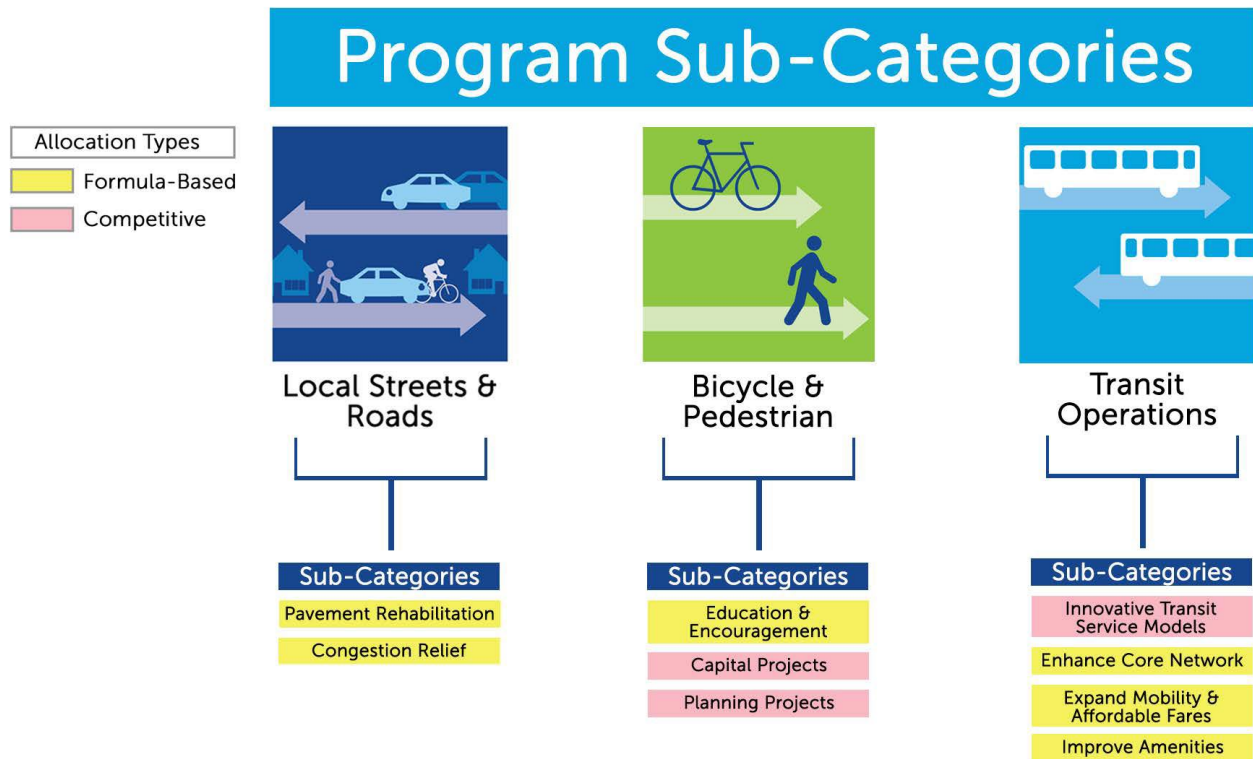 Program Sub-Categories
Allocation Types
Formula-Based
Competitive
Local Streets &
Roads
Sub-Categories
Pavement Rehabilitation
Congestion Relief
Bicycle &
Pedestrian
Sub-Categories
Education &
Encouragement
Capital Projects
Planning Projects
Transit
Operations
Sub-Categories
Innovative Transit
Service Models
Enhance Core Network
Expand Mobility &
Affordable Fares
Improve Amenities